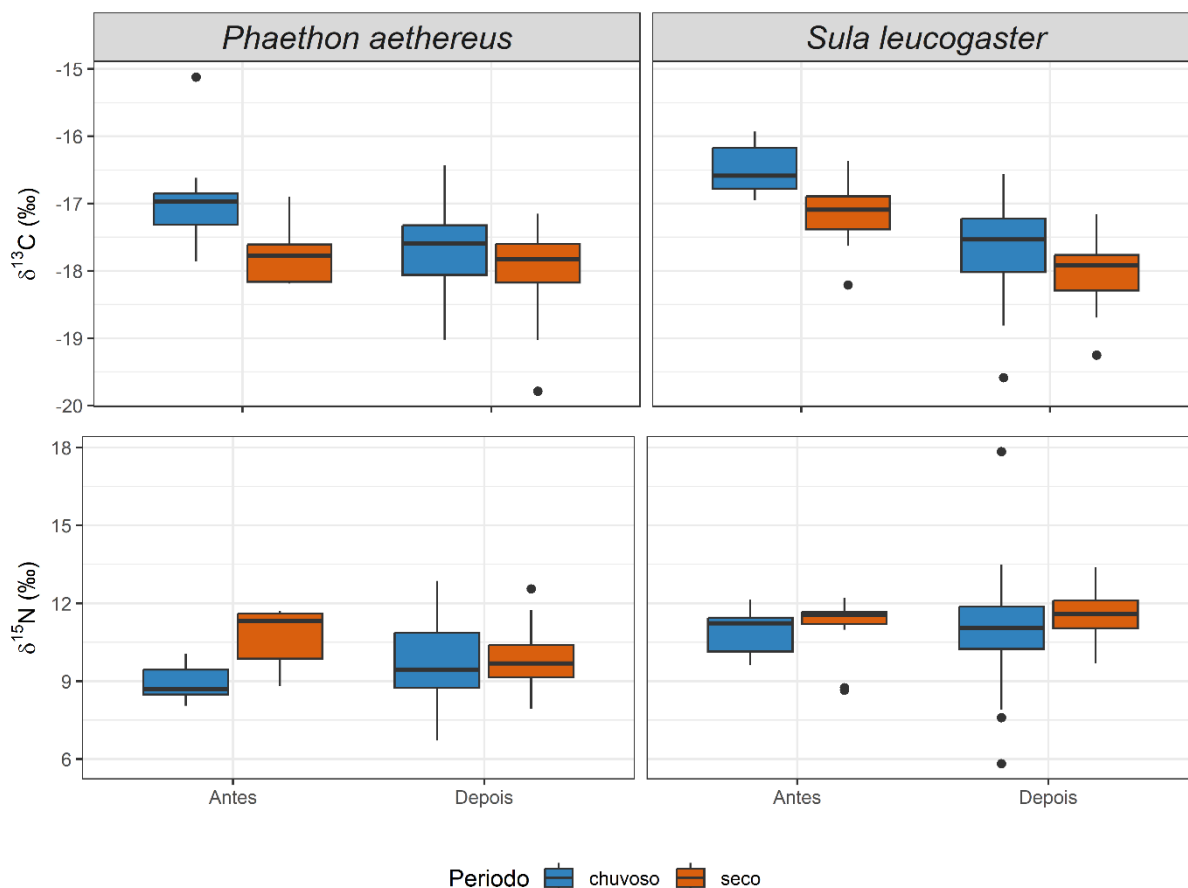 Phaethon aethereus
Sula leucogaster
δ13C (‰)
-15
-16
-17
-18
-19
-20
δ15N (‰)
18
15
12
9
6
Antes
Depois
Antes
Depois
Periodo chuvoso seco